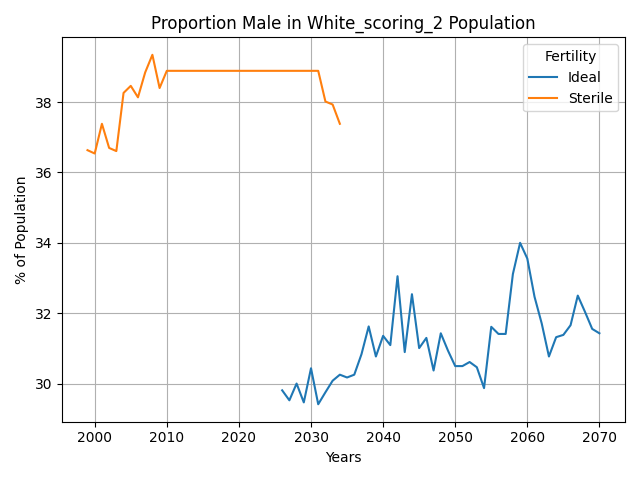 Proportion Male in White_scoring_2 Population
Fertility
Ideal
Sterile
% of Population
38
36
34
32
30
2000 2010 2020 2030 2040 2050 2060 2070
Years